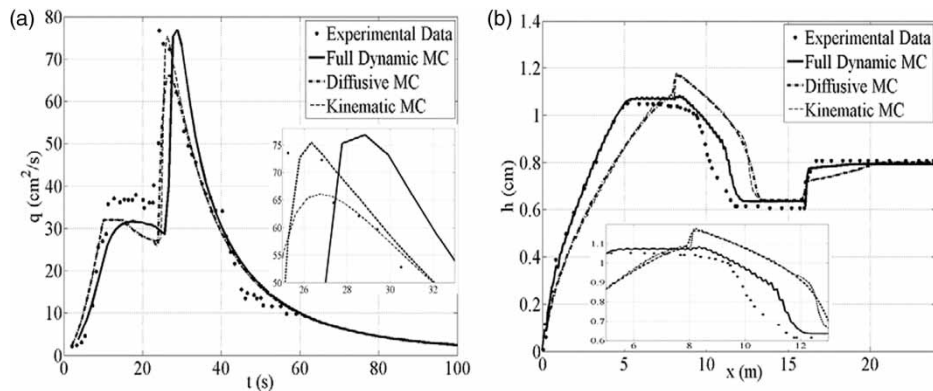 (a)
80
70
60
50
40
30
20
10
0
q (cm²/s)
0 20 40 60 80 100
t (s)
Experimental Data
Full Dynamic MC
Diffusive MC
Kinematic MC
75
70
65
60
55
50
26 28 30 32
(b)
1.4
1.2
1.0
0.8
0.6
0.4
0.2
0
h (cm)
0 5 10 15 20
x (m)
Experimental Data
Full Dynamic MC
Diffusive MC
Kinematic MC
1.1
1
0.9
0.8
0.7
0.6
6 8 10 12